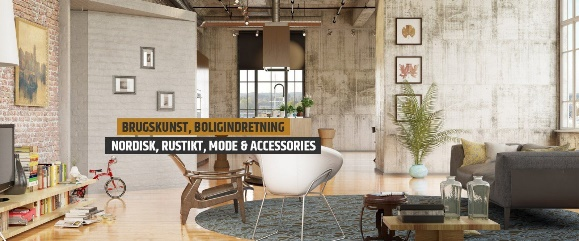 BRUGSKUNST, BOLIGINDRETNING
NORDISK, RUSTIKT, MODE & ACCESSORIES